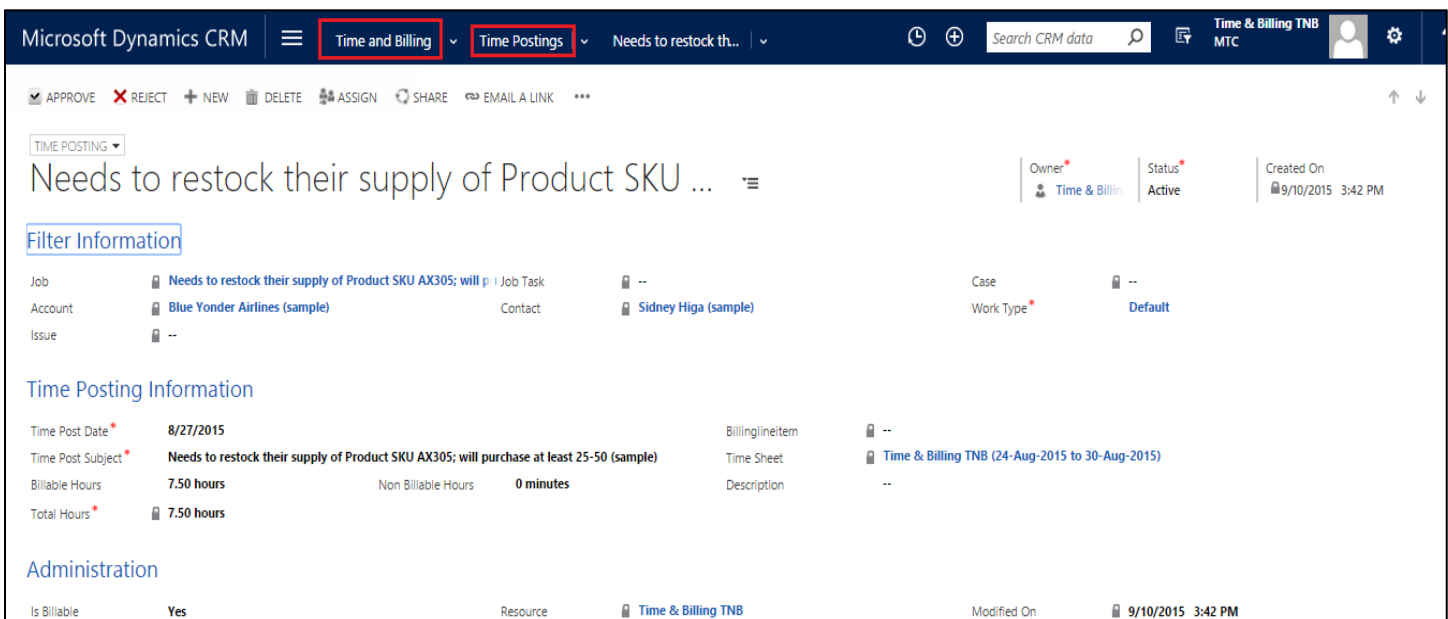 Microsoft Dynamics CRM Time and Billing Time Postings Needs to restock th... Search CRM data Time & Billing TNB
MTC
APPROVE REJECT NEW DELETE ASSIGN SHARE EMAIL A LINK •••
TIME POSTING
Needs to restock their supply of Product SKU ...
Owner* Status* Created On
Time & Billin Active 9/10/2015 3:42 PM
Filter Information
Job Needs to restock their supply of Product SKU AX305; will p Job Task -- Case --
Account Blue Yonder Airlines (sample) Contact Sidney Higa (sample) Work Type* Default
Issue --
Time Posting Information
Time Post Date* 8/27/2015 Billinglineitem --
Time Post Subject* Needs to restock their supply of Product SKU AX305; will purchase at least 25-50 (sample) Time Sheet Time & Billing TNB (24-Aug-2015 to 30-Aug-2015)
Billable Hours 7.50 hours Non Billable Hours 0 minutes Description --
Total Hours* 7.50 hours
Administration
Is Billable Yes Resource Time & Billing TNB Modified On 9/10/2015 3:42 PM